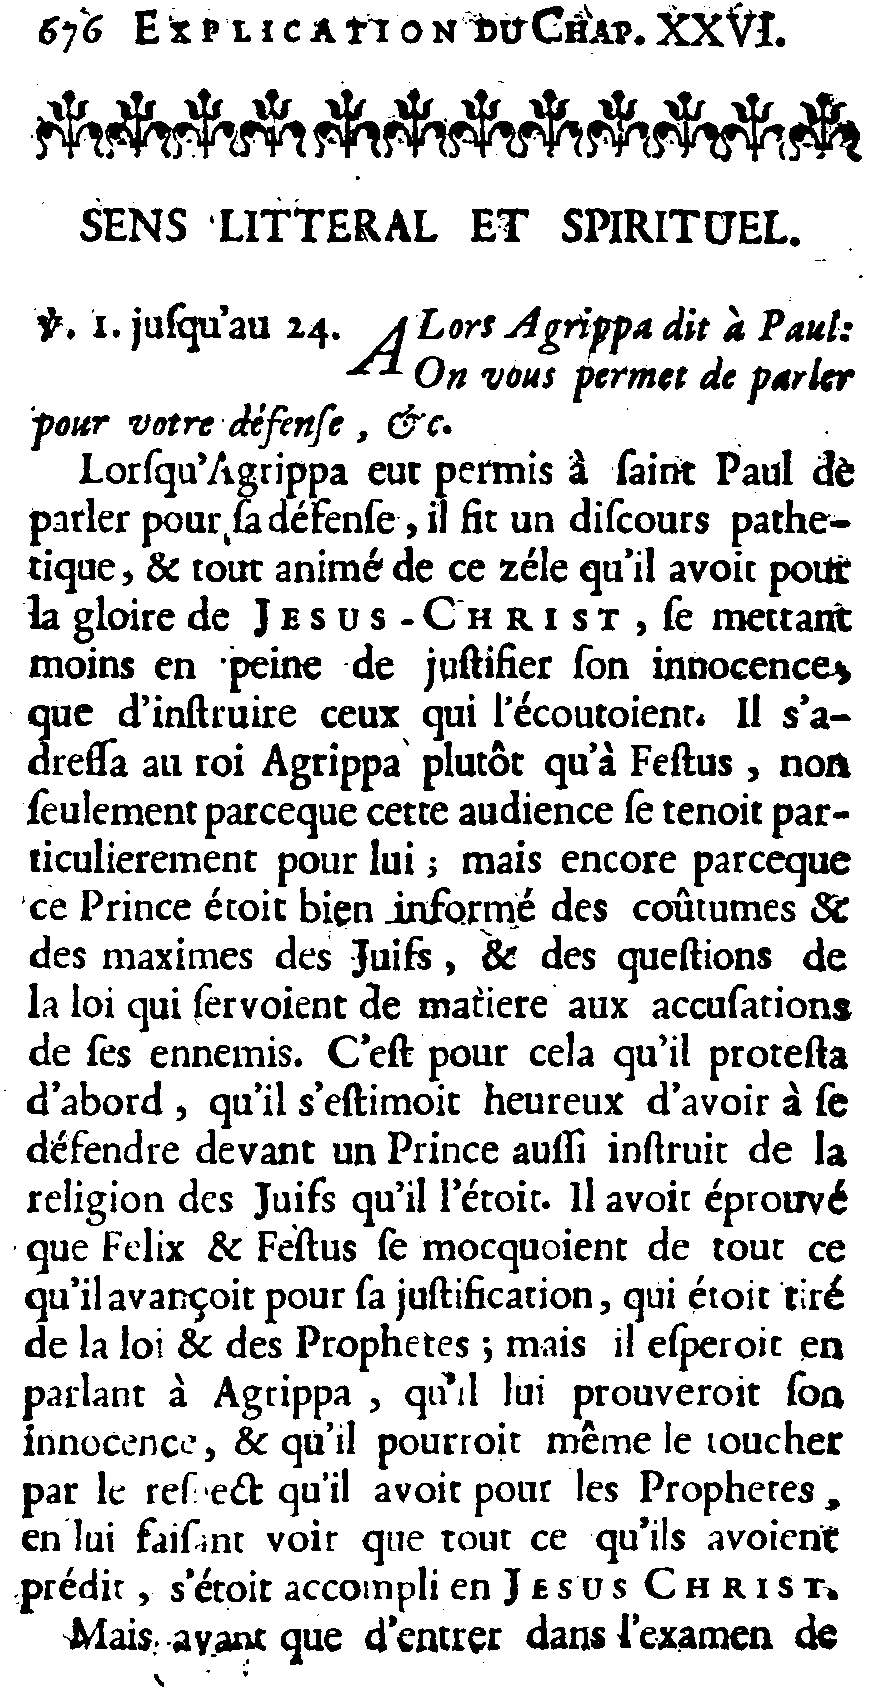 676 EXPLICATION DU CHAP. XXVI.
SENS LITTERAL ET SPIRITUEL.
℣. 1. juſqu'au 24. ALors Agrippa dit à Paul:
On vous permet de parler
pour votre défenſe, &c.
Lorſqu'Agrippa eut permis à ſaint Paul de
parler pour ſa défenſe, il fit un diſcours pathe-
tique, & tout animé de ce zéle qu'il avoit pour
la gloire de JESUS-CHRIST, ſe mettant
moins en peine de juſtifier ſon innocence,
que d'inſtruire ceux qui l'écoutoient. Il s'a-
dreſſa au roi Agrippa plutôt qu'à Feſtus, non
ſeulement parceque cette audience ſe tenoit par-
ticulierement pour lui; mais encore parceque
ce Prince étoit bien informé des coûtumes &
des maximes des Juifs, & des queſtions de
la loi qui ſervoient de matiere aux accuſations
de ſes ennemis. C'eſt pour cela qu'il proteſta
d'abord, qu'il s'eſtimoit heureux d'avoir à ſe
défendre devant un Prince auſſi inſtruit de la
religion des Juifs qu'il l'étoit. Il avoit éprouvé
que Felix & Feſtus ſe mocquoient de tout ce
qu'il avançoit pour ſa juſtification, qui étoit tiré
de la loi & des Prophetes; mais il eſperoit en
parlant à Agrippa, qu'il lui prouveroit ſon
innocence, & qu'il pourroit même le toucher
par le reſpect qu'il avoit pour les Prophetes,
en lui faiſant voir que tout ce qu'ils avoient
prédit, s'étoit accompli en JESUS CHRIST.
Mais avant que d'entrer dans l'examen de